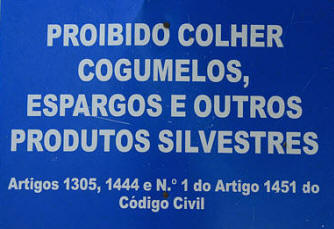 PROIBIDO COLHER
COGUMELOS,
ESPARGOS E OUTROS
PRODUTOS SILVESTRES
Artigos 1305, 1444 e N.º 1 do Artigo 1451 do
Código Civil